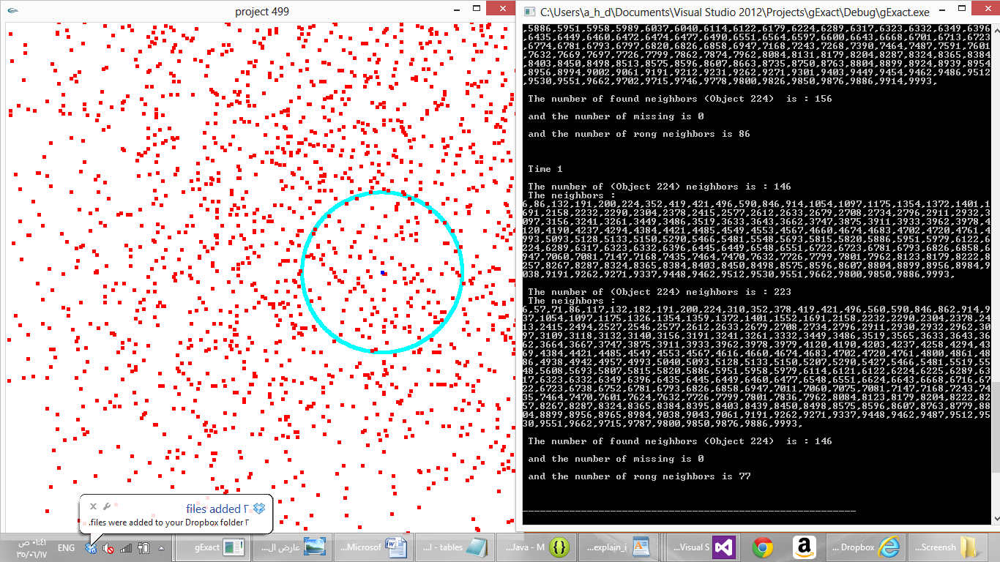 project 499
C:\Users\a_h_d\Documents\Visual Studio 2012\Projects\gExact\Debug\gExact.exe
,5886,5951,5958,5989,6037,6040,6114,6122,6179,6224,6289,6317,6323,6332,6349,6396
,6435,6449,6460,6472,6474,6477,6490,6551,6564,6597,6600,6643,6668,6701,6713,6723
,6774,6781,6793,6797,6820,6826,6858,6947,7168,7243,7268,7390,7464,7487,7591,7601
,7632,7669,7697,7726,7799,7862,7874,7962,8084,8131,8179,8204,8287,8324,8365,8384
,8403,8450,8498,8513,8575,8596,8607,8663,8735,8750,8763,8804,8899,8924,8939,8954
,8956,8994,9002,9061,9191,9212,9231,9262,9271,9301,9403,9449,9454,9462,9486,9512
,9530,9551,9662,9702,9715,9746,9778,9800,9826,9850,9876,9886,9914,9993,
The number of found neighbors (Object 224)  is : 156
and the number of missing is 0
and the number of rong neighbors is 86
Time 1
The number of (Object 224) neighbors is : 146
The neighbors :
6,86,132,191,200,224,352,419,421,496,590,846,914,1054,1097,1175,1354,1372,1401,1
691,2158,2232,2290,2304,2378,2415,2577,2612,2633,2679,2708,2734,2796,2911,2932,3
097,3156,3241,3261,3449,3486,3519,3633,3643,3662,3747,3875,3911,3933,3962,3978,4
120,4190,4237,4294,4384,4421,4485,4549,4553,4567,4660,4674,4683,4702,4720,4761,4
993,5093,5128,5133,5150,5290,5466,5481,5548,5693,5815,5820,5886,5951,5977,6162,6
224,6289,6317,6323,6332,6396,6445,6449,6548,6551,6722,6723,6781,6793,6826,6858,6
947,7060,7081,7147,7168,7435,7464,7470,7632,7726,7799,7801,7962,8123,8179,8222,8
257,8267,8287,8324,8365,8384,8403,8450,8498,8575,8596,8607,8804,8899,8956,8984,9
038,9191,9262,9271,9337,9448,9462,9512,9530,9551,9662,9800,9850,9886,9993,
The number of (Object 224) neighbors is : 223
The neighbors :
6,57,71,86,117,132,182,191,200,224,310,352,378,419,421,496,560,590,846,862,914,9
37,1054,1097,1175,1326,1354,1359,1372,1401,1552,1691,2158,2232,2290,2304,2378,24
13,2415,2494,2527,2546,2577,2612,2633,2679,2708,2734,2796,2911,2930,2932,2962,30
97,3109,3118,3132,3140,3156,3191,3241,3261,3332,3449,3486,3519,3563,3633,3643,36
62,3664,3667,3747,3875,3911,3933,3962,3978,3979,4120,4190,4203,4237,4258,4294,43
69,4384,4421,4485,4549,4553,4567,4616,4660,4674,4683,4702,4720,4761,4800,4861,48
86,4938,4942,4957,4993,5040,5093,5128,5133,5150,5207,5290,5427,5466,5481,5519,55
48,5608,5693,5807,5815,5820,5886,5951,5958,5979,6114,6121,6122,6224,6225,6289,63
17,6323,6332,6349,6396,6435,6445,6449,6460,6477,6548,6551,6624,6643,6668,6716,67
22,6723,6738,6752,6781,6793,6826,6858,6947,7011,7060,7075,7081,7147,7168,7243,74
35,7464,7470,7601,7624,7632,7726,7799,7801,7836,7962,8084,8123,8179,8204,8222,82
57,8267,8287,8324,8365,8384,8395,8403,8439,8450,8498,8575,8596,8607,8763,8779,88
04,8899,8956,8965,8984,9038,9043,9061,9191,9262,9271,9337,9448,9462,9487,9512,95
30,9551,9662,9715,9787,9800,9850,9876,9886,9993,
The number of found neighbors (Object 224)  is : 146
and the number of missing is 0
and the number of rong neighbors is 77
files added ٢
.files were added to your Dropbox folder ٢
٠١:٤١ ص
٣٥/٠٦/١٧
ENG
gExact
...عارض ال
...Microsof
...ا - tables
...Java - M
...explain_i
...Visual S
... Dropbox
...Screensh